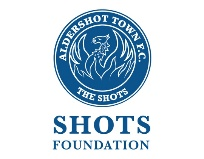 ALDERSHOT TOWN F.C.
THE SHOTS
SHOTS
FOUNDATION